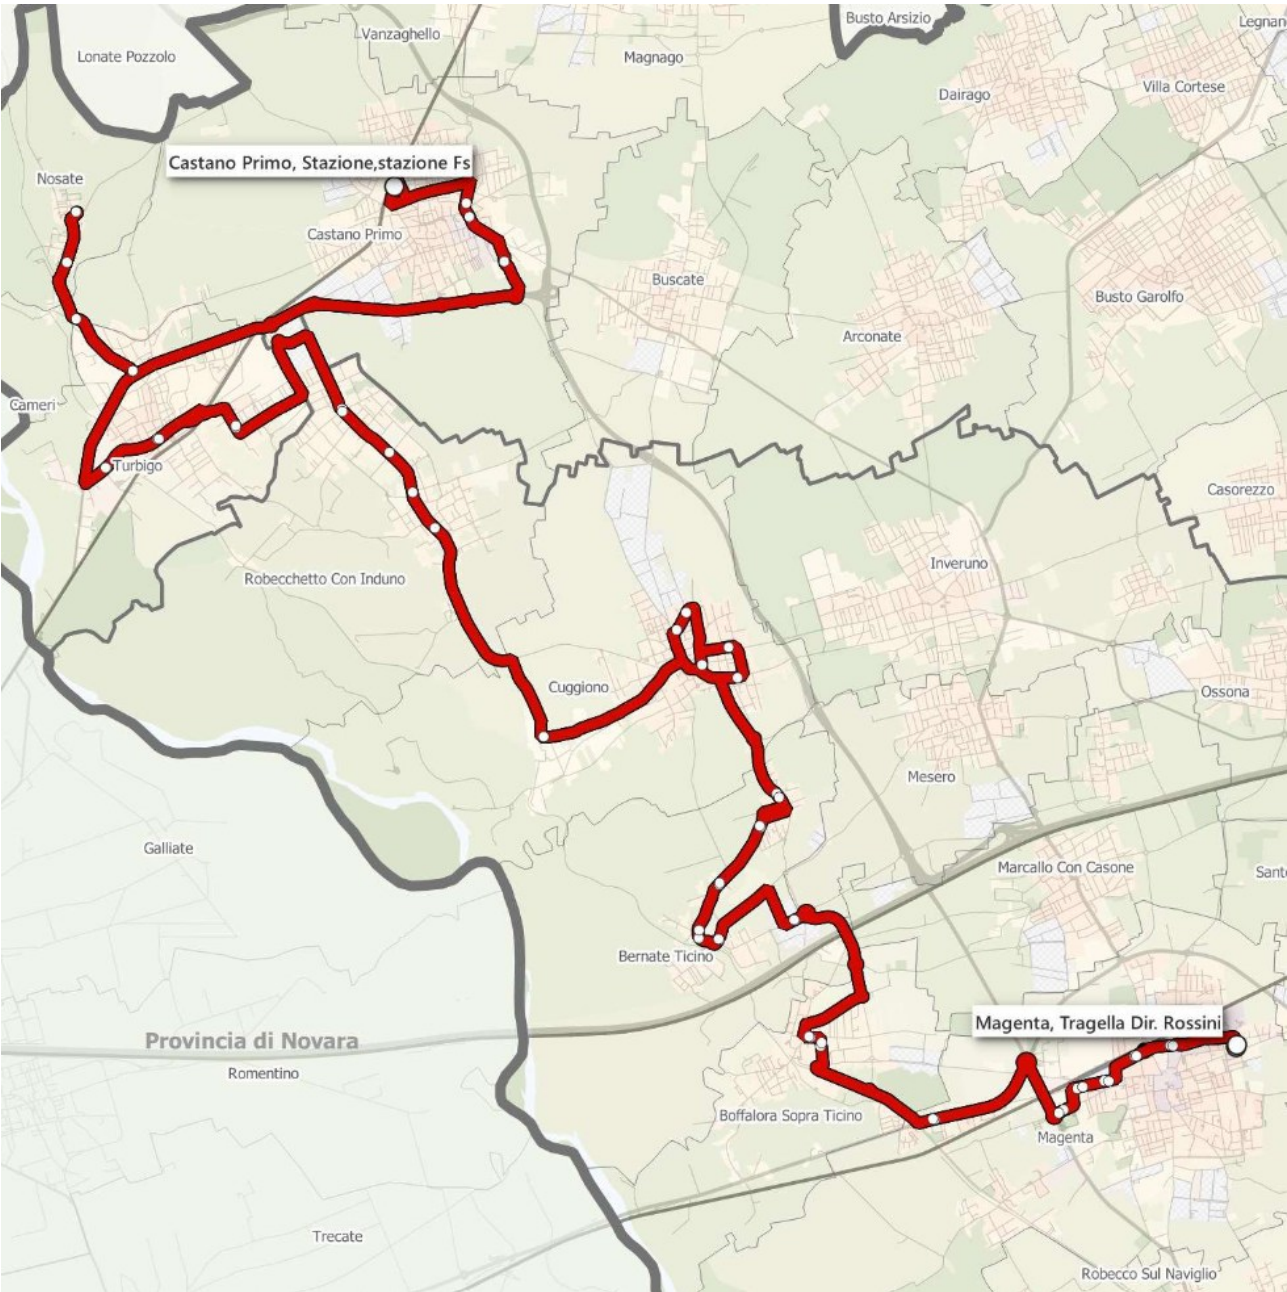 Busto Arsizio
Legnan
Vanzaghello
Lonate Pozzolo
Magnago
Dairago
Villa Cortese
Castano Primo, Stazione,stazione Fs
Nosate
Castano Primo
Buscate
Busto Garolfo
Arconate
Cameri
Turbigo
Casorezzo
Inveruno
Robecchetto Con Induno
Cuggiono
Ossona
Mesero
Galliate
Marcallo Con Casone
Sant
Bernate Ticino
Magenta, Tragella Dir. Rossini
Provincia di Novara
Romentino
Boffalora Sopra Ticino
Magenta
Trecate
Robecco Sul Naviglio